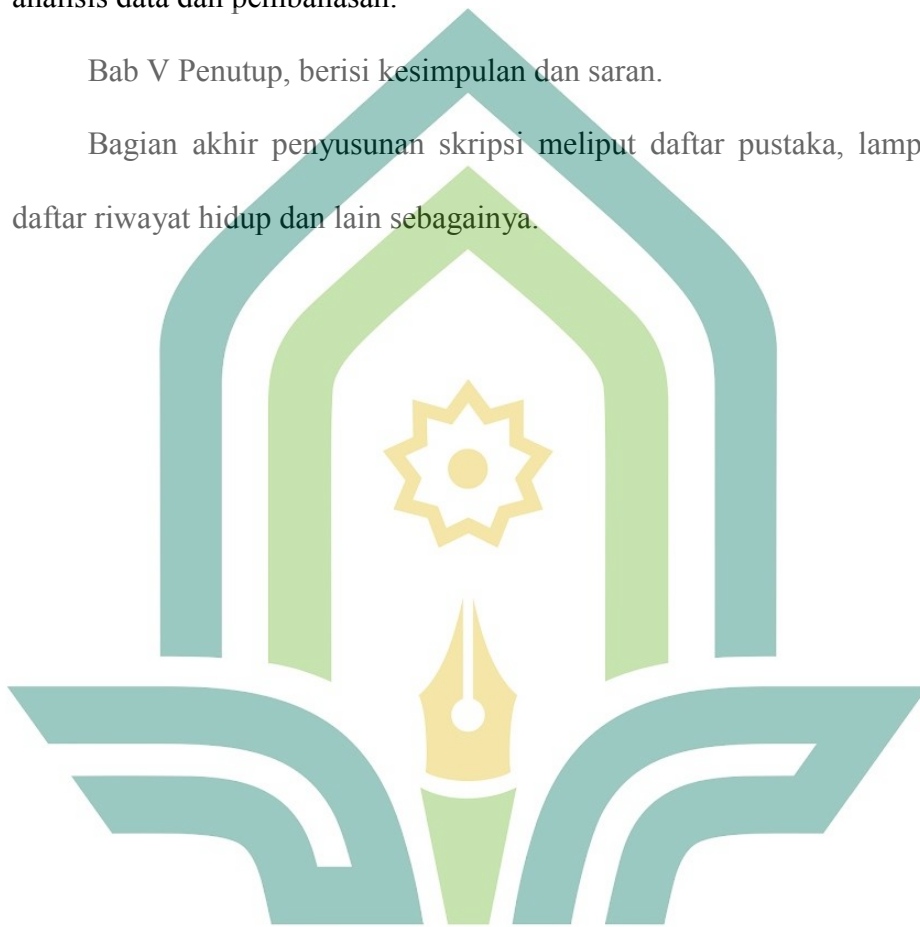 analisis data dan pembahasan.
Bab V Penutup, berisi kesimpulan dan saran.
Bagian akhir penyusunan skripsi meliput daftar pustaka, lamp
daftar riwayat hidup dan lain sebagainya.